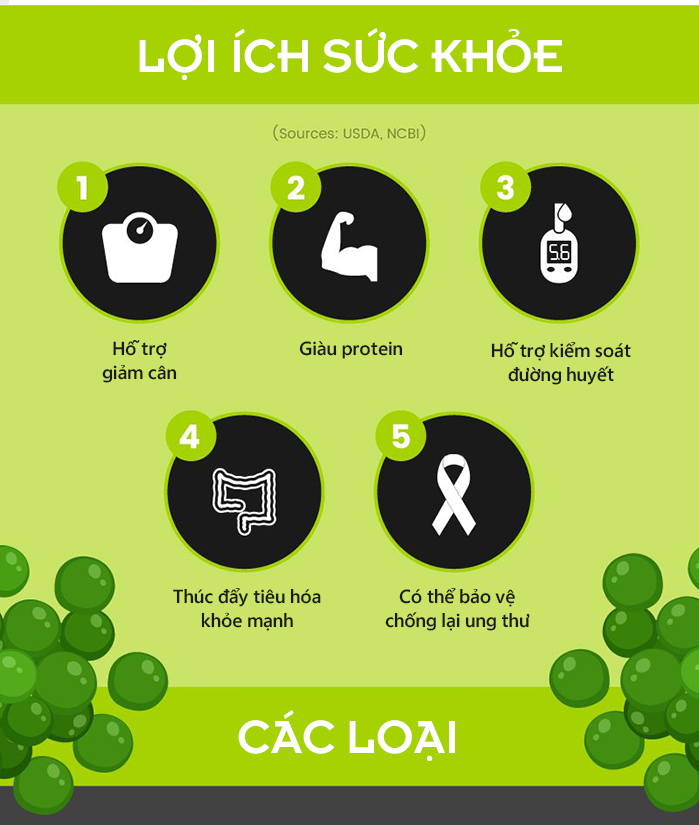 LỢI ÍCH SỨC KHỎE
(Sources: USDA, NCBI)
1
2
3
5.6
Hỗ trợ
giảm cân
Giàu protein
Hỗ trợ kiểm soát
đường huyết
4
5
Thúc đẩy tiêu hóa
khỏe mạnh
Có thể bảo vệ
chống lại ung thư
CÁC LOẠI